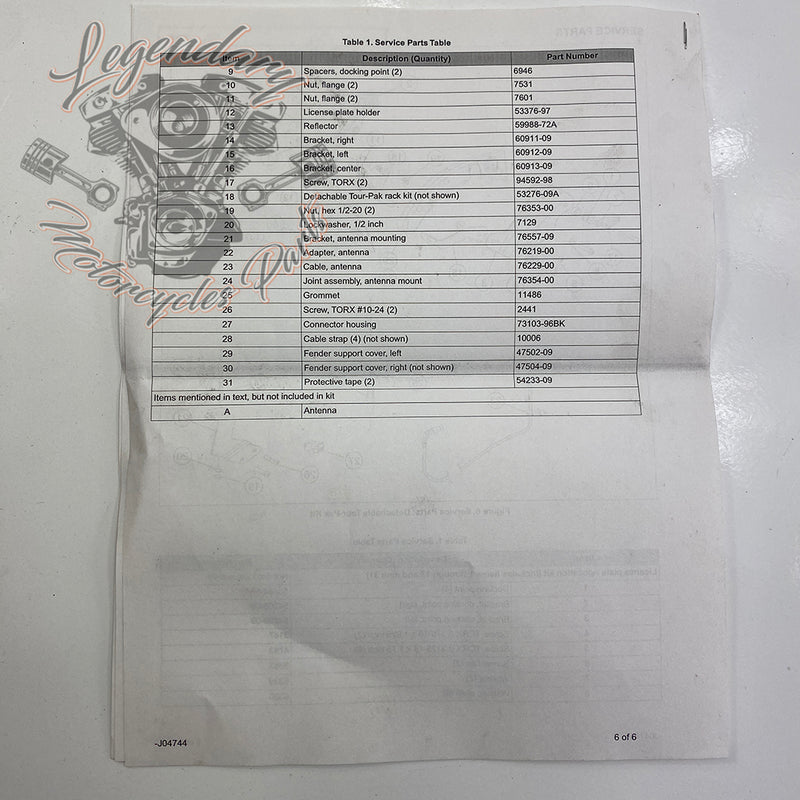 Legendary
Motorcycles Parts
Table 1. Service Parts Table
Item Description (Quantity) Part Number
9 Spacers, docking point (2) 6946
10 Nut, flange (2) 7531
11 Nut, flange (2) 7601
12 License plate holder 53376-97
13 Reflector 59988-72A
14 Bracket, right 60911-09
15 Bracket, left 60912-09
16 Bracket, center 60913-09
17 Screw, TORX (2) 94592-98
18 Detachable Tour-Pak rack kit (not shown) 53276-09A
19 Nut, hex 1/2-20 (2) 76353-00
20 Lockwasher, 1/2 inch 7129
21 Bracket, antenna mounting 76557-09
22 Adapter, antenna 76219-00
23 Cable, antenna 76229-00
24 Joint assembly, antenna mount 76354-00
25 Grommet 11486
26 Screw, TORX #10-24 (2) 2441
27 Connector housing 73103-96BK
28 Cable strap (4) (not shown) 10006
29 Fender support cover, left 47502-09
30 Fender support cover, right (not shown) 47504-09
31 Protective tape (2) 54233-09
Items mentioned in text, but not included in kit
A Antenna
-J04744 6 of 6